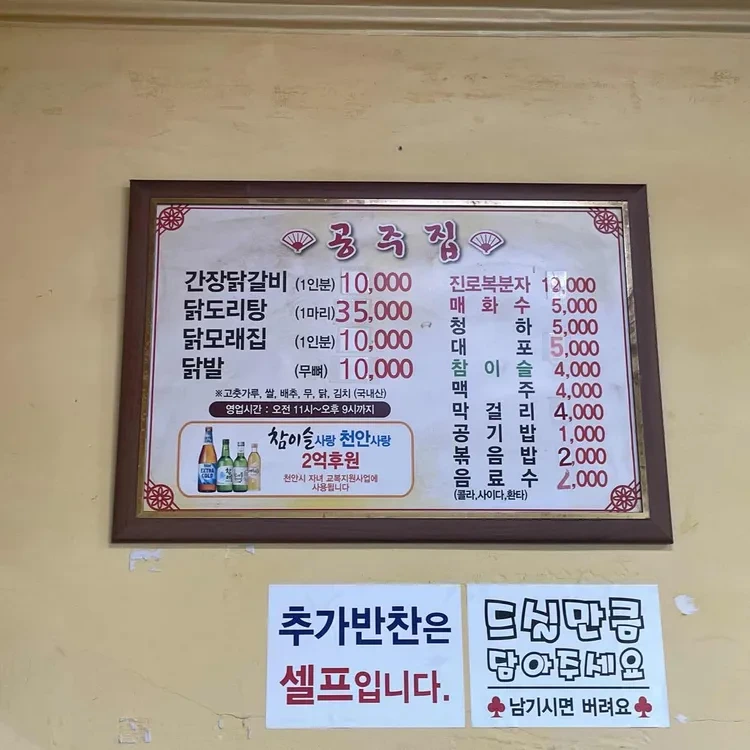 공주집
간장닭갈비 (1인분) 10,000
닭도리탕 (1마리) 35,000
닭모래집 (1인분) 10,000
닭발 (무뼈) 10,000
※고춧가루, 쌀, 배추, 무, 닭, 김치 (국내산)
영업시간 : 오전 11시~오후 9시까지
참이슬사랑 천안사랑
2억후원
천안시 자녀 교복지원사업에
사용됩니다
EXTRA
COLD
진로복분자 12,000
매화수 5,000
청하 5,000
대포 5,000
참이슬 4,000
맥주 4,000
막걸리 4,000
공기밥 1,000
볶음밥 2,000
음료수 2,000
(콜라,사이다,환타)
추가반찬은
셀프입니다.
드실만큼
담아주세요
♣남기시면 버려요♣